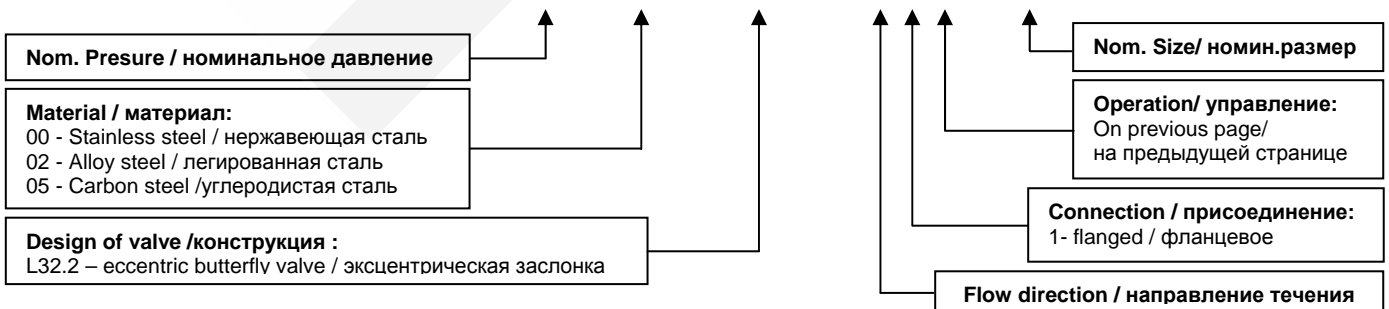 Nom. Presure / номинальное давление
Material / материал:
00 - Stainless steel / нержавеющая сталь
02 - Alloy steel / легированная сталь
05 - Carbon steel /углеродистая сталь
Design of valve /конструкция :
L32.2 – eccentric butterfly valve / эксцентрическая заслонка
Nom. Size/ номин.размер
Operation/ управление:
On previous page/
на предыдущей странице
Connection / присоединение:
1- flanged / фланцевое
Flow direction / направление течения